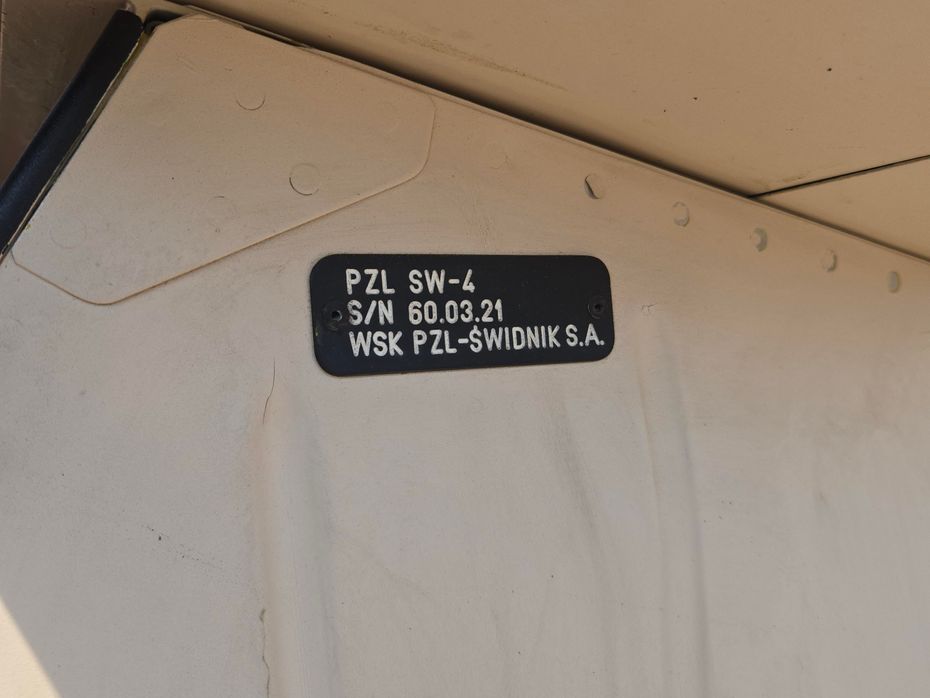 PZL SW-4
S/N 60.03.21
WSK PZL-ŚWIDNIK S.A.